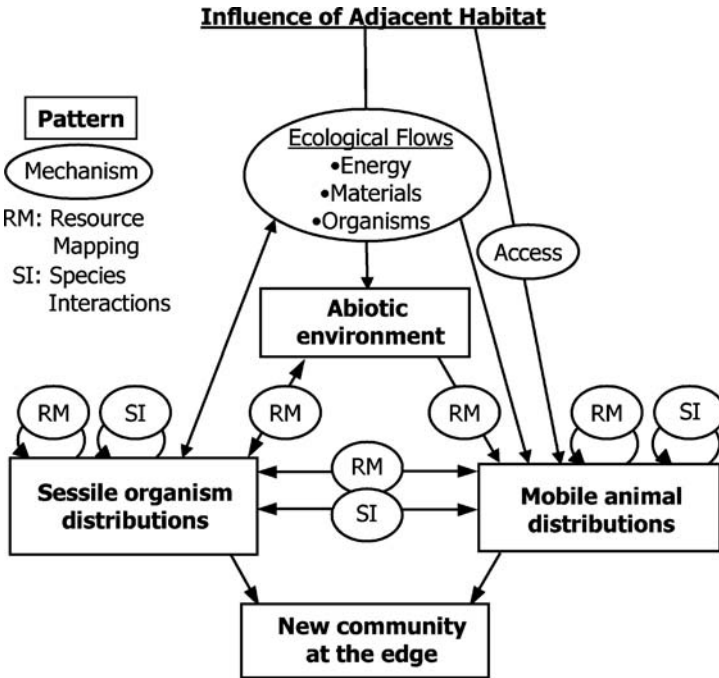 Influence of Adjacent Habitat
Pattern
Mechanism
RM: Resource
Mapping
SI: Species
Interactions
Ecological Flows
•Energy
•Materials
•Organisms
Access
Abiotic
environment
RM
SI
RM
RM
RM
SI
RM
SI
Sessile organism
distributions
Mobile animal
distributions
New community
at the edge